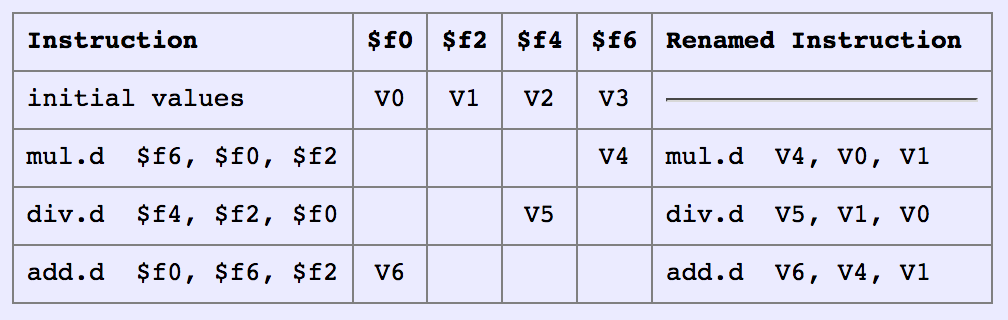 Instruction $f0 $f2 $f4 $f6 Renamed Instruction
initial values V0 V1 V2 V3
mul.d $f6, $f0, $f2 V4 mul.d V4, V0, V1
div.d $f4, $f2, $f0 V5 div.d V5, V1, V0
add.d $f0, $f6, $f2 V6 add.d V6, V4, V1